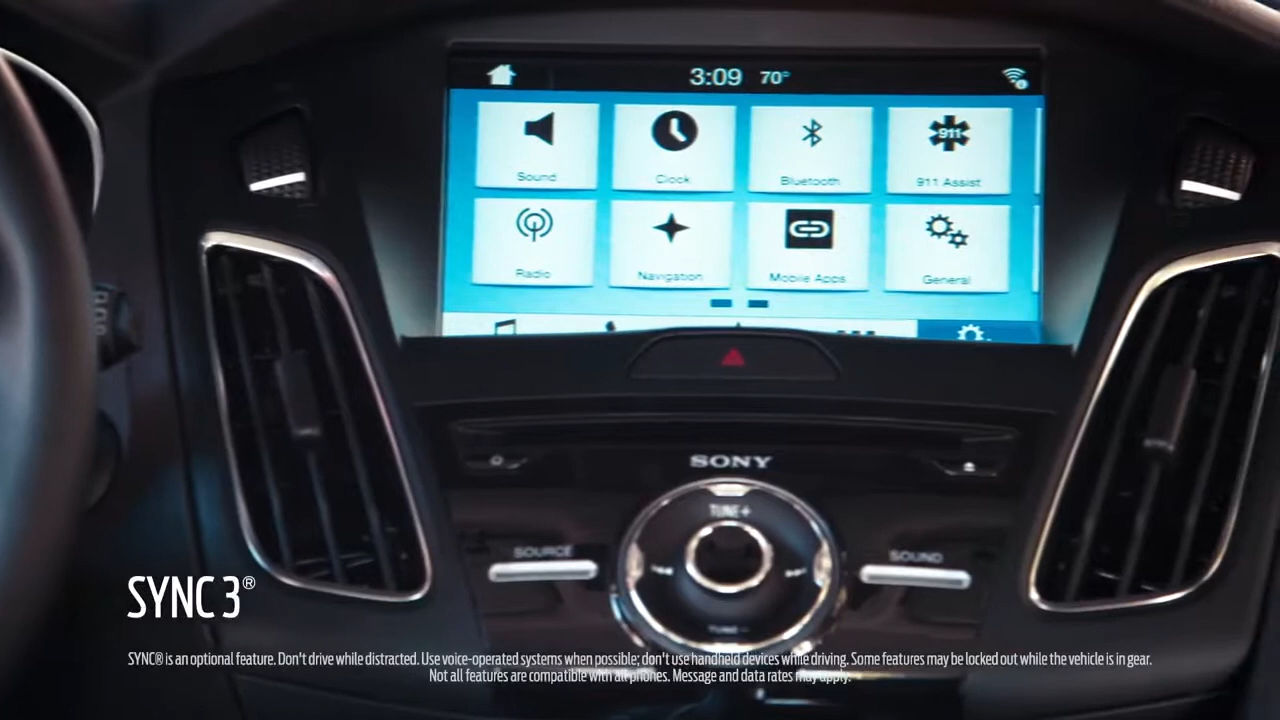 3:09 70°
Sound Clock Bluetooth 911 911 Assist
Radio Navigation Mobile Apps General
SONY
TUNE+
SOURCE SOUND
TUNE-
SYNC 3®
SYNC® is an optional feature. Don't drive while distracted. Use voice-operated systems when possible; don't use handheld devices while driving. Some features may be locked out while the vehicle is in gear.
Not all features are compatible with all phones. Message and data rates may apply.